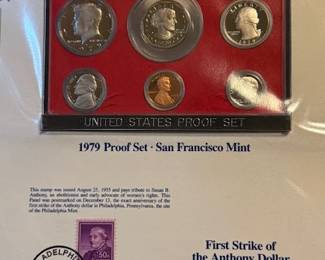 UNITED STATES PROOF SET
1979 Proof Set · San Francisco Mint
This stamp was issued August 25, 1955 and pays tribute to Susan B.
Anthony, an abolitionist and early advocate of women's rights. This
Panel was postmarked on December 13, the exact anniversary of the
first strike of the Anthony dollar in Philadelphia, Pennsylvania, the site
of the Philadelphia Mint.
ADELPHIA
50¢
First Strike of
the Anthony Dollar